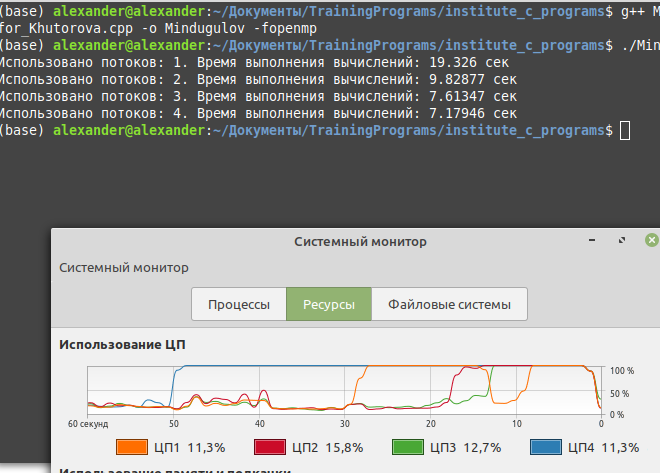 (base) alexander@alexander:~/Документы/TrainingPrograms/institute_c_programs$ g++ M
for_Khutorova.cpp -o Mindugulov -fopenmp
(base) alexander@alexander:~/Документы/TrainingPrograms/institute_c_programs$ ./Min
Использовано потоков: 1. Время выполнения вычислений: 19.326 сек
Использовано потоков: 2. Время выполнения вычислений: 9.82877 сек
Использовано потоков: 3. Время выполнения вычислений: 7.61347 сек
Использовано потоков: 4. Время выполнения вычислений: 7.17946 сек
(base) alexander@alexander:~/Документы/TrainingPrograms/institute_c_programs$
Системный монитор
Системный монитор
Процессы Ресурсы Файловые системы
Использование ЦП
100 %
50 %
0 %
60 секунд 50 40 30 20 10 0
ЦП1 11,3% ЦП2 15,8% ЦП3 12,7% ЦП4 11,3%
Использование памяти и подкачки